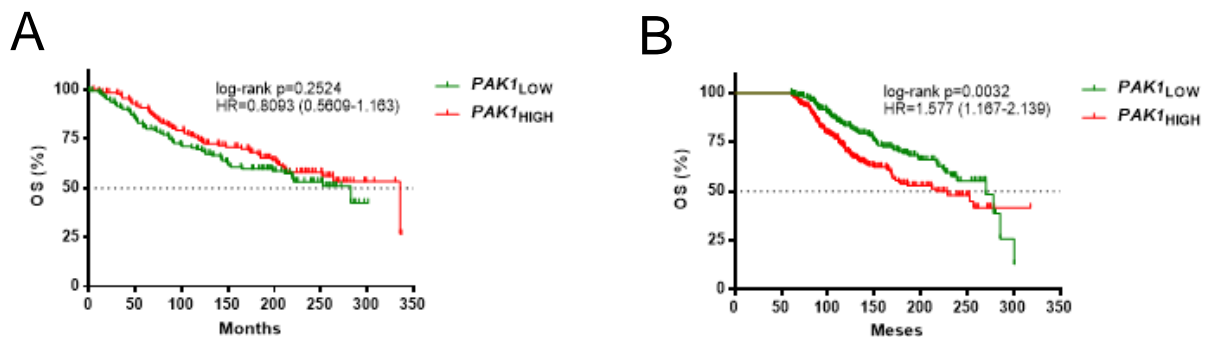 A
log-rank p=0.2524
HR=0.8093 (0.5609-1.163)
PAK1LOW
PAK1HIGH
OS (%)
100
75
50
25
0
0 50 100 150 200 250 300 350
Months
B
log-rank p=0.0032
HR=1.577 (1.167-2.139)
PAK1LOW
PAK1HIGH
OS (%)
100
75
50
25
0
0 50 100 150 200 250 300 350
Meses